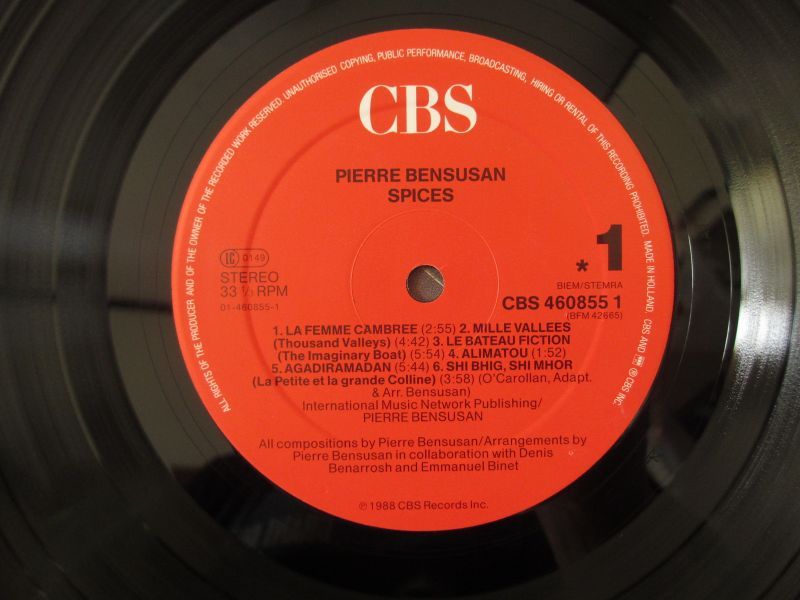 ALL RIGHTS OF THE PRODUCER AND OF THE OWNER OF THE RECORDED WORK RESERVED. UNAUTHORISED COPYING, PUBLIC PERFORMANCE, BROADCASTING, HIRING OR RENTAL OF THIS RECORDING PROHIBITED. MADE IN HOLLAND. CBS AND ℗ CBS INC.
CBS
PIERRE BENSUSAN
SPICES
LC 0149
STEREO
33 ⅓ RPM
01-460855-1
* 1
BIEM/STEMRA
CBS 460855 1
(BFM 42665)
1. LA FEMME CAMBREE (2:55) 2. MILLE VALLEES
(Thousand Valleys) (4:42) 3. LE BATEAU FICTION
(The Imaginary Boat) (5:54) 4. ALIMATOU (1:52)
5. AGADIRAMADAN (5:44) 6. SHI BHIG, SHI MHOR
(La Petite et la grande Colline) (3:58) (O'Carollan, Adapt.
& Arr. Bensusan)
International Music Network Publishing/
PIERRE BENSUSAN
All compositions by Pierre Bensusan/Arrangements by
Pierre Bensusan in collaboration with Denis
Benarrosh and Emmanuel Binet
℗ 1988 CBS Records Inc.